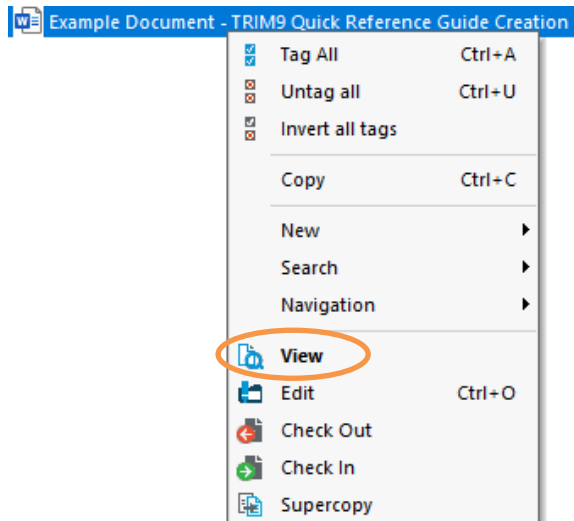 Example Document - TRIM9 Quick Reference Guide Creation
Tag All Ctrl+A
Untag all Ctrl+U
Invert all tags
Copy Ctrl+C
New
Search
Navigation
View
Edit Ctrl+O
Check Out
Check In
Supercopy